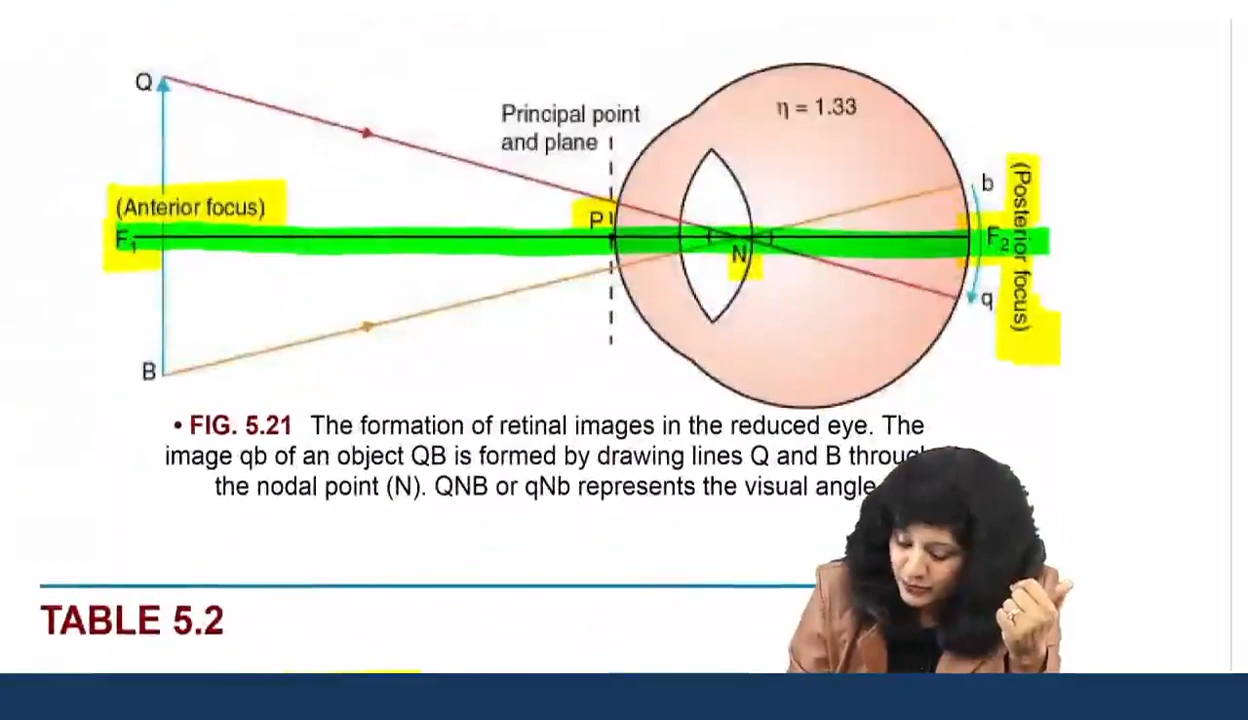 Q
Principal point
and plane
η = 1.33
b
(Anterior focus)
F₁
P
N
F₂
(Posterior focus)
q
B
• FIG. 5.21 The formation of retinal images in the reduced eye. The
image qb of an object QB is formed by drawing lines Q and B
the nodal point (N). QNB or qNb represents the visual angle
TABLE 5.2